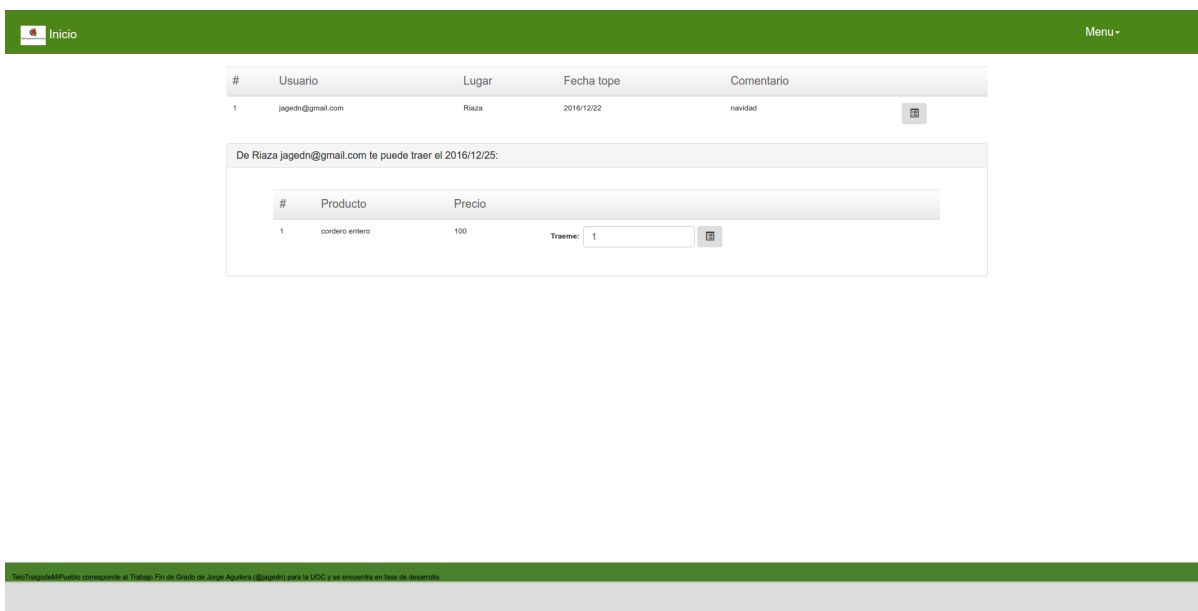 Inicio Menu
# Usuario Lugar Fecha tope Comentario
1 jagedn@gmail.com Riaza 2016/12/22 navidad
De Riaza jagedn@gmail.com te puede traer el 2016/12/25:
# Producto Precio
1 cordero entero 100 Traeme: 1
TeloTraigodeMiPueblo corresponde al Trabajo Fin de Grado de Jorge Aguilera (@jagedn) para la UOC y se encuentra en fase de desarrollo.